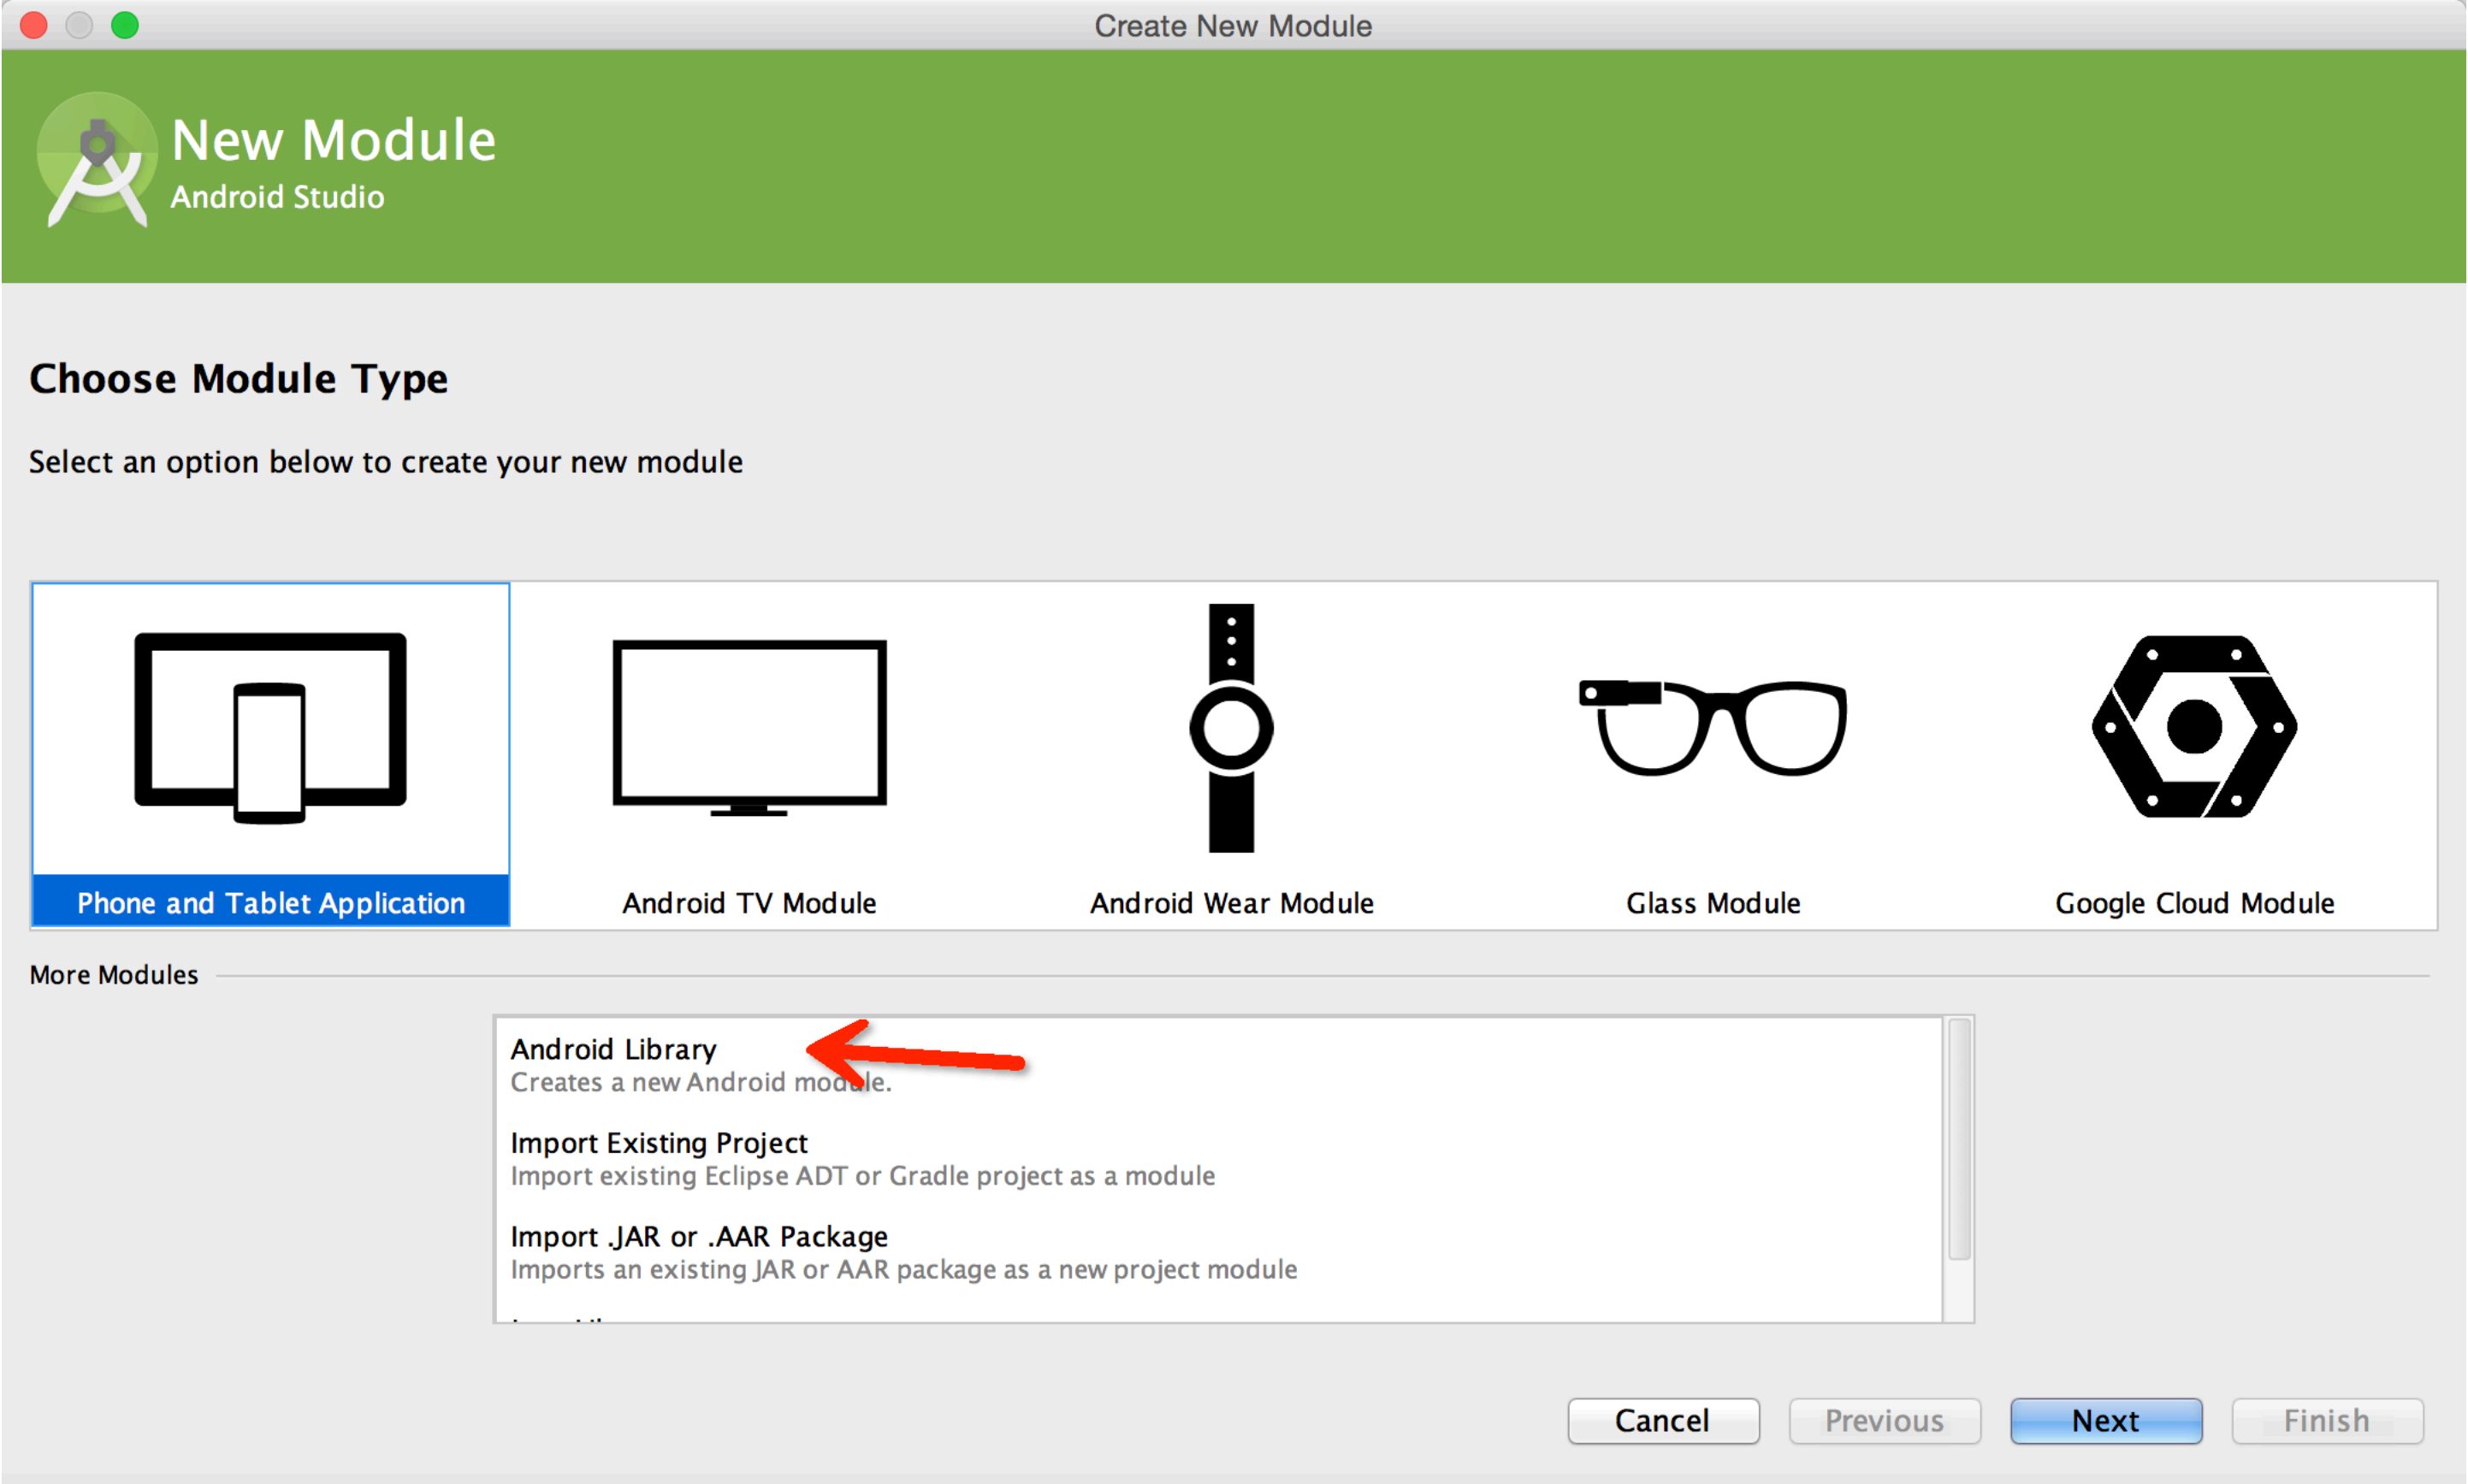 Create New Module
New Module
Android Studio
Choose Module Type
Select an option below to create your new module
Phone and Tablet Application
Android TV Module
Android Wear Module
Glass Module
Google Cloud Module
More Modules
Android Library
Creates a new Android module.
Import Existing Project
Import existing Eclipse ADT or Gradle project as a module
Import .JAR or .AAR Package
Imports an existing JAR or AAR package as a new project module
Cancel
Previous
Next
Finish